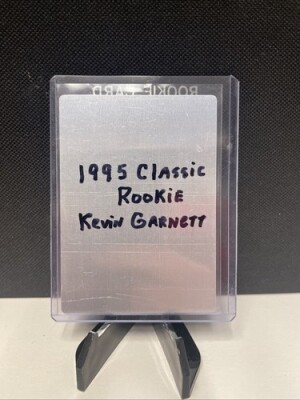 ROOKIE CARD
1995 Classic
Rookie
Kevin Garnett